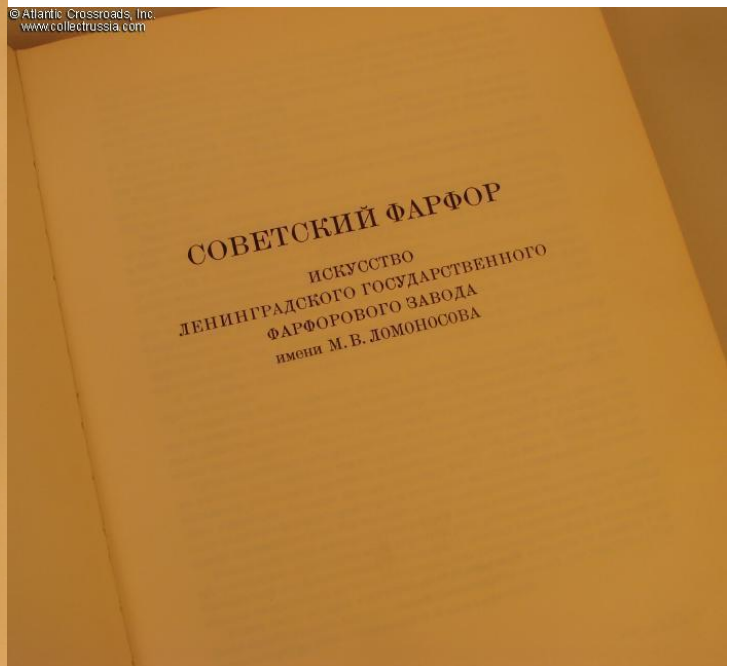 © Atlantic Crossroads, Inc.
www.collectrussia.com
СОВЕТСКИЙ ФАРФОР
ИСКУССТВО
ЛЕНИНГРАДСКОГО ГОСУДАРСТВЕННОГО
ФАРФОРОВОГО ЗАВОДА
имени М. В. ЛОМОНОСОВА